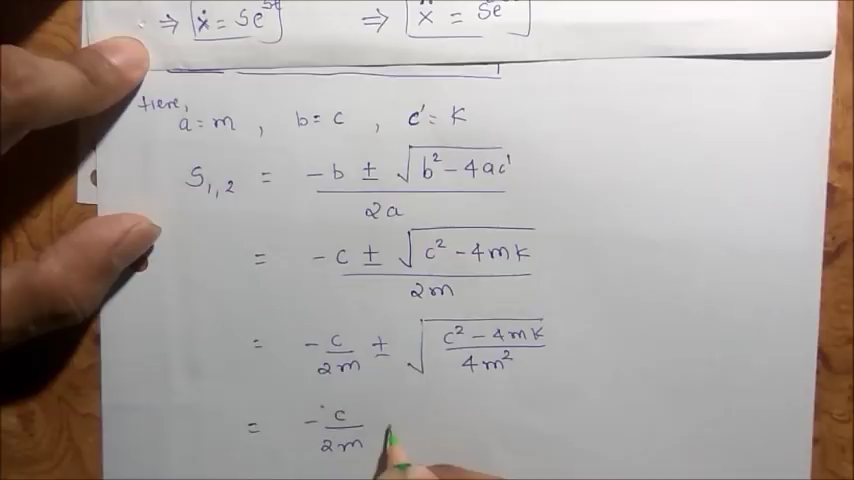 ⇒ ẋ = Se^st ⇒ ẍ = Se
Here,
a = m , b = c , c' = K
S1,2 = -b ± √(b² - 4ac') / 2a
= -c ± √(c² - 4mK) / 2m
= -c/2m ± √((c² - 4mK) / 4m²)
= -c/2m